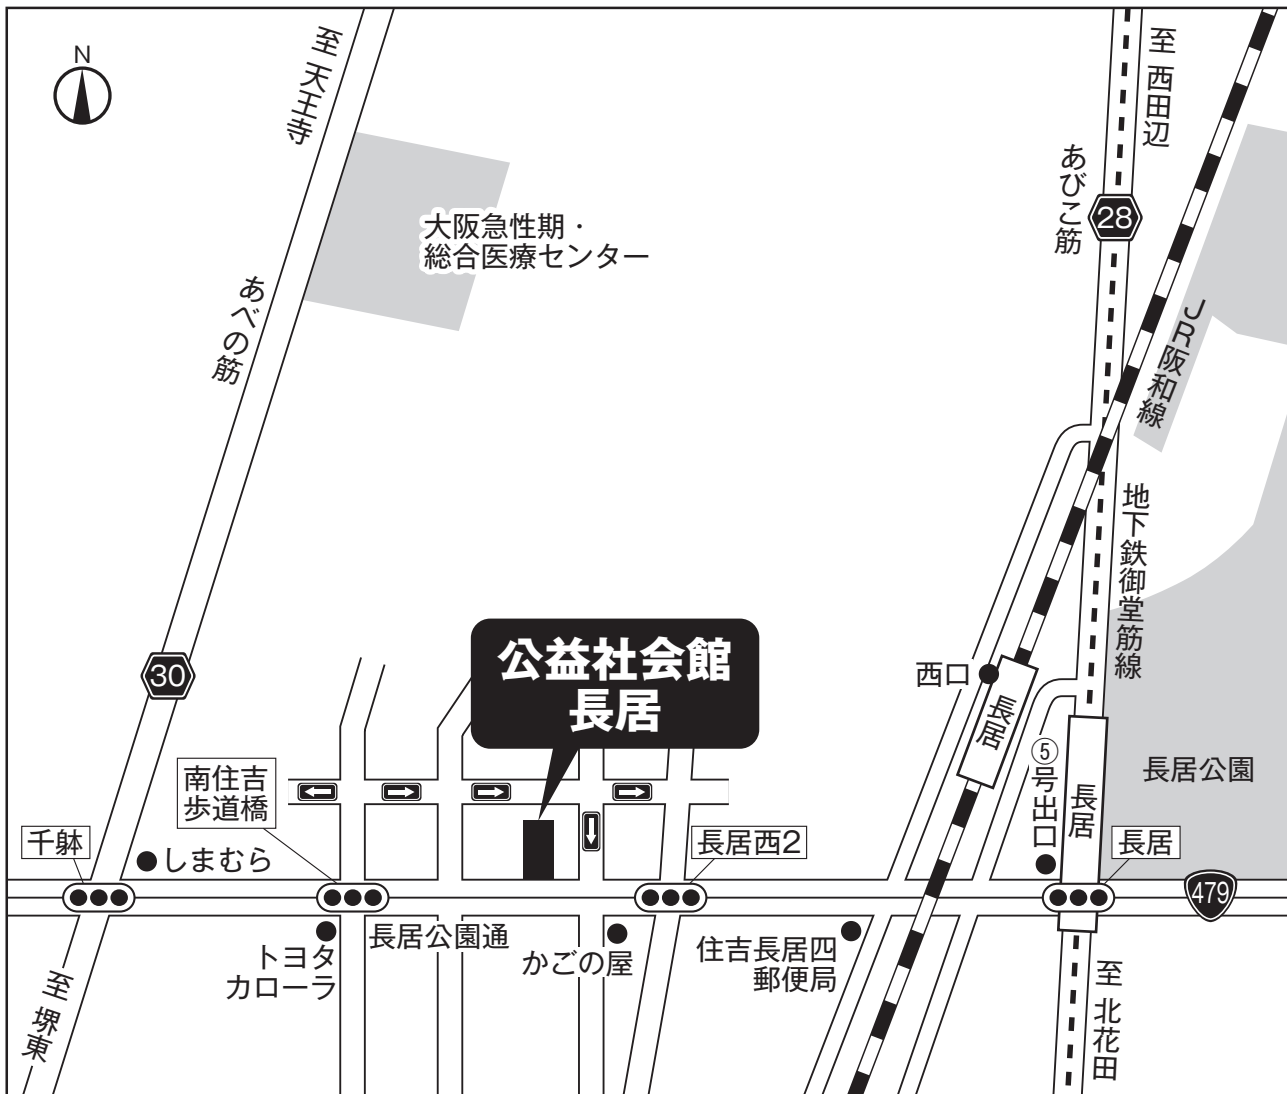 N
至 天王寺
至 西田辺
あびこ筋
28
大阪急性期・
総合医療センター
あべの筋
JR阪和線
地下鉄御堂筋線
公益社会館
長居
30
西口
長居
⑤号出口
長居
長居公園
南住吉
歩道橋
千躰
しまむら
長居西2
長居
479
トヨタ
カローラ
長居公園通
かごの屋
住吉長居四
郵便局
至 堺東
至 北花田